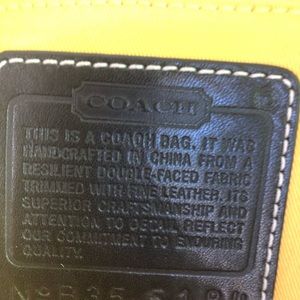 COACH
THIS IS A COACH BAG. IT WAS
HANDCRAFTED IN CHINA FROM A
RESILIENT DOUBLE-FACED FABRIC
TRIMMED WITH FINE LEATHER. ITS
SUPERIOR CRAFTSMANSHIP AND
ATTENTION TO DETAIL REFLECT
OUR COMMITMENT TO ENDURING
QUALITY.